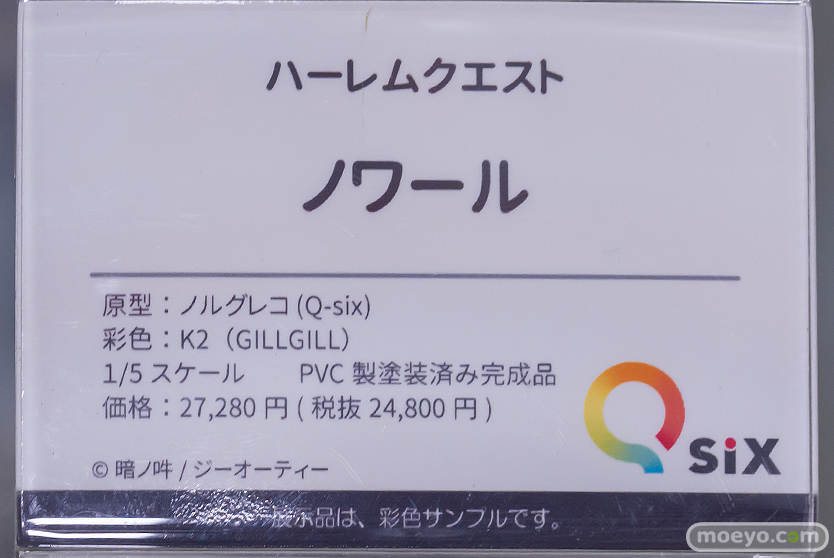 ハーレムクエスト
ノワール
原型：ノルグレコ(Q-six)
彩色：K2（GILLGILL）
1/5 スケール　　PVC 製塗装済み完成品
価格：27,280 円 ( 税抜 24,800 円 )
© 暗ノ吽 / ジーオーティー
Q siX
展示品は、彩色サンプルです。
moeyo.com